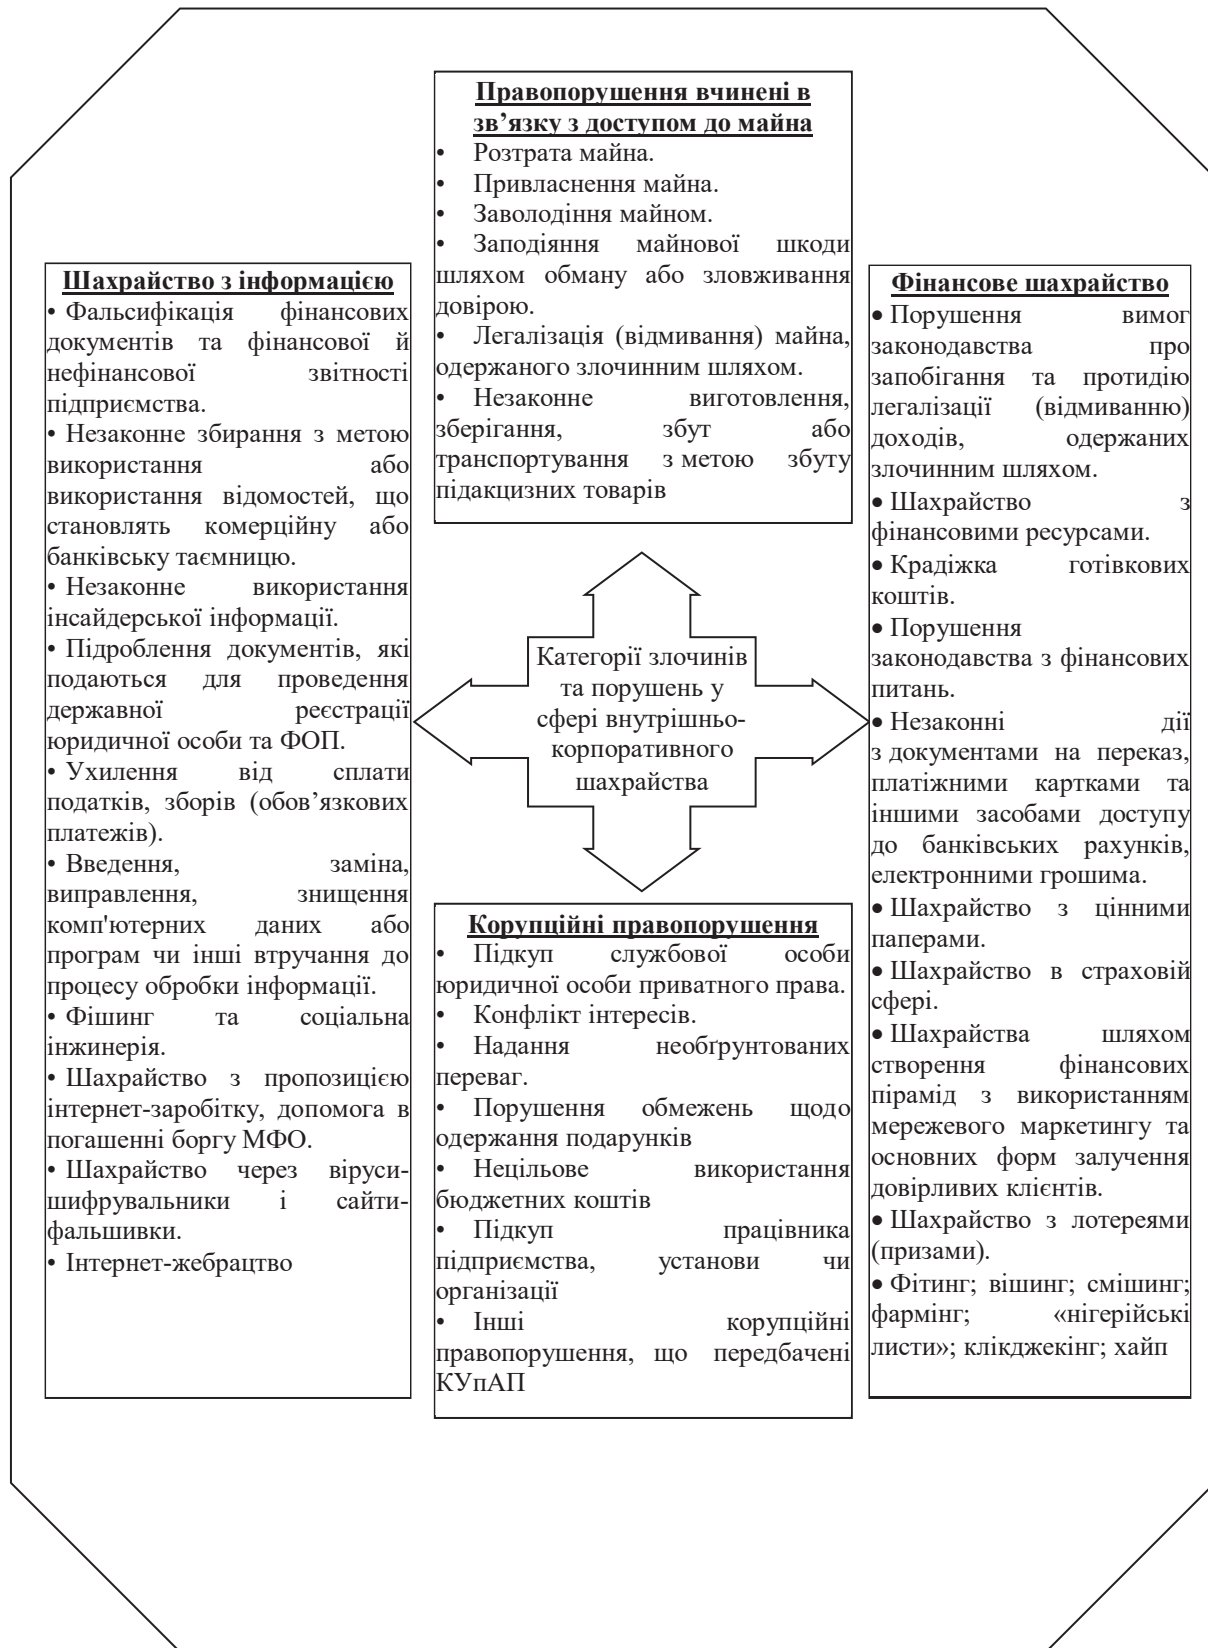 Правопорушення вчинені в
зв’язку з доступом до майна
• Розтрата майна.
• Привласнення майна.
• Заволодіння майном.
• Заподіяння майнової шкоди
шляхом обману або зловживання
довірою.
• Легалізація (відмивання) майна,
одержаного злочинним шляхом.
• Незаконне виготовлення,
зберігання, збут або
транспортування з метою збуту
підакцизних товарів
Шахрайство з інформацією
• Фальсифікація фінансових
документів та фінансової й
нефінансової звітності
підприємства.
• Незаконне збирання з метою
використання або
використання відомостей, що
становлять комерційну або
банківську таємницю.
• Незаконне використання
інсайдерської інформації.
• Підроблення документів, які
подаються для проведення
державної реєстрації
юридичної особи та ФОП.
• Ухилення від сплати
податків, зборів (обов’язкових
платежів).
• Введення, заміна,
виправлення, знищення
комп'ютерних даних або
програм чи інші втручання до
процесу обробки інформації.
• Фішинг та соціальна
інжинерія.
• Шахрайство з пропозицією
інтернет-заробітку, допомога в
погашенні боргу МФО.
• Шахрайство через віруси-
шифрувальники і сайти-
фальшивки.
• Інтернет-жебрацтво
Категорії злочинів
та порушень у
сфері внутрішньо-
корпоративного
шахрайства
Фінансове шахрайство
• Порушення вимог
законодавства про
запобігання та протидію
легалізації (відмиванню)
доходів, одержаних
злочинним шляхом.
• Шахрайство з
фінансовими ресурсами.
• Крадіжка готівкових
коштів.
• Порушення
законодавства з фінансових
питань.
• Незаконні дії
з документами на переказ,
платіжними картками та
іншими засобами доступу
до банківських рахунків,
електронними грошима.
• Шахрайство з цінними
паперами.
• Шахрайство в страховій
сфері.
• Шахрайства шляхом
створення фінансових
пірамід з використанням
мережевого маркетингу та
основних форм залучення
довірливих клієнтів.
• Шахрайство з лотереями
(призами).
• Фітинг; вішинг; смішинг;
фармінг; «нігерійські
листи»; клікджекінг; хайп
Корупційні правопорушення
• Підкуп службової особи
юридичної особи приватного права.
• Конфлікт інтересів.
• Надання необґрунтованих
переваг.
• Порушення обмежень щодо
одержання подарунків
• Нецільове використання
бюджетних коштів
• Підкуп працівника
підприємства, установи чи
організації
• Інші корупційні
правопорушення, що передбачені
КУпАП